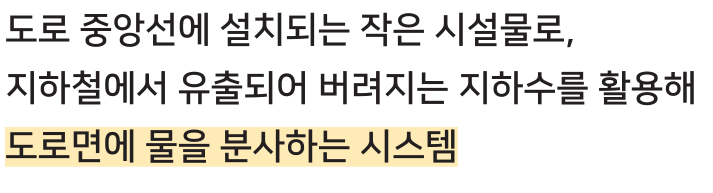 도로 중앙선에 설치되는 작은 시설물로,
지하철에서 유출되어 버려지는 지하수를 활용해
도로면에 물을 분사하는 시스템